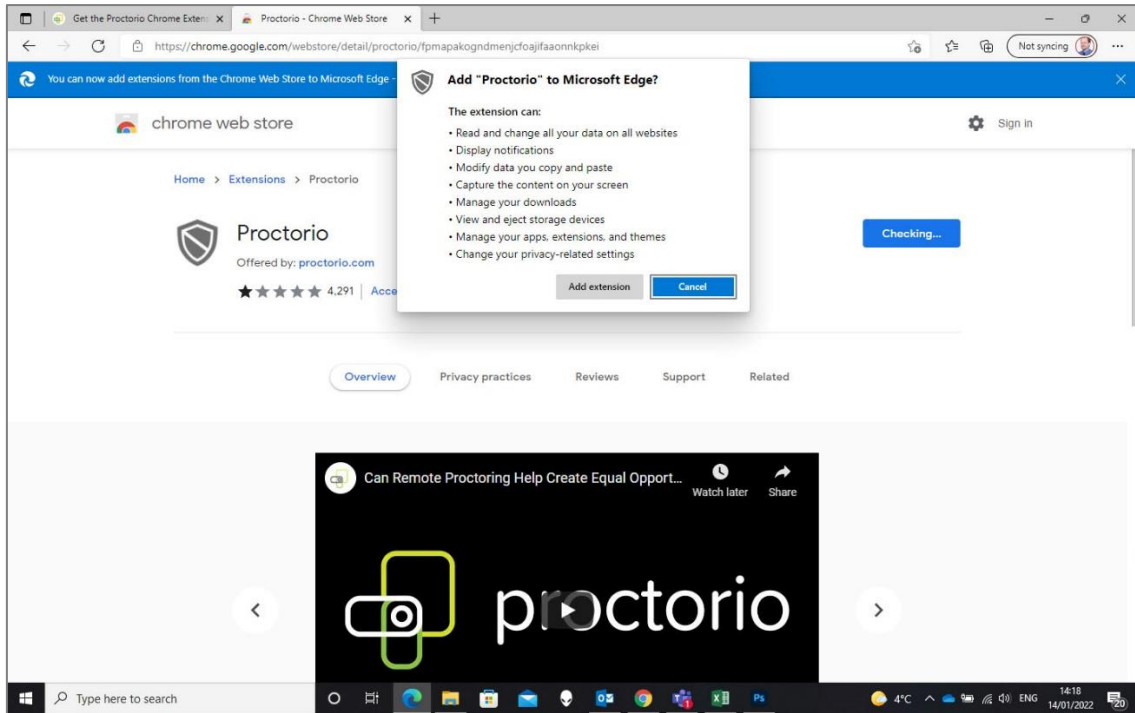 Get the Proctorio Chrome Exten
Proctorio - Chrome Web Store
https://chrome.google.com/webstore/detail/proctorio/fpmapakogndmenjcfoajifaaonnkpkei
Not syncing
You can now add extensions from the Chrome Web Store to Microsoft Edge -
Add "Proctorio" to Microsoft Edge?
The extension can:
• Read and change all your data on all websites
• Display notifications
• Modify data you copy and paste
• Capture the content on your screen
• Manage your downloads
• View and eject storage devices
• Manage your apps, extensions, and themes
• Change your privacy-related settings
Add extension Cancel
chrome web store
Sign in
Home > Extensions > Proctorio
Proctorio
Offered by: proctorio.com
4.291 | Acce
Checking...
Overview Privacy practices Reviews Support Related
Can Remote Proctoring Help Create Equal Opport...
Watch later Share
proctorio
Type here to search
Ps
4°C
ENG
14:18
14/01/2022
20